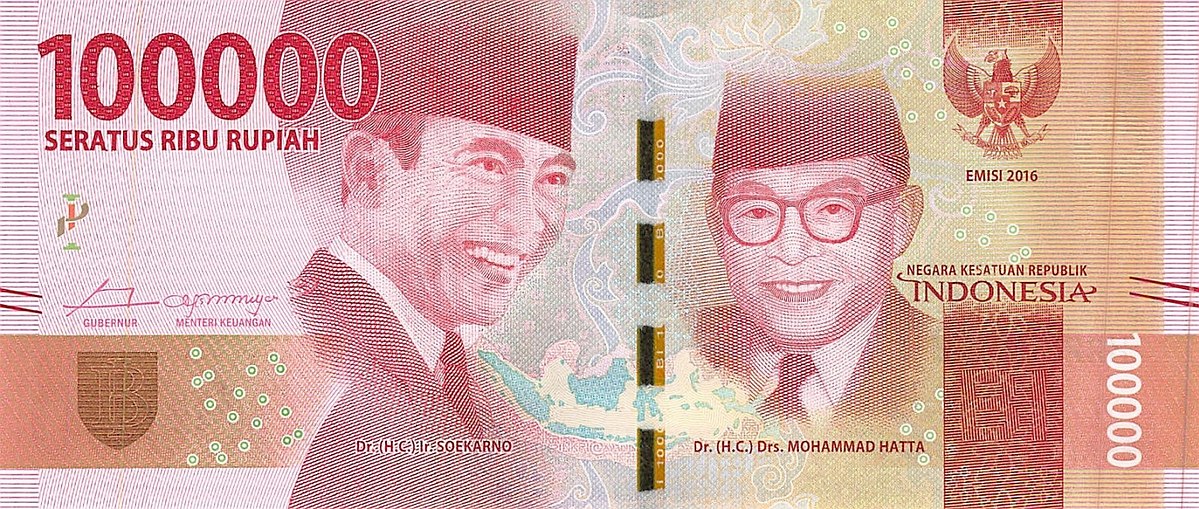 100000
SERATUS RIBU RUPIAH
EMISI 2016
NEGARA KESATUAN REPUBLIK
INDONESIA
GUBERNUR
MENTERI KEUANGAN
100000
Dr. (H.C.) Ir. SOEKARNO
Dr. (H.C.) Drs. MOHAMMAD HATTA